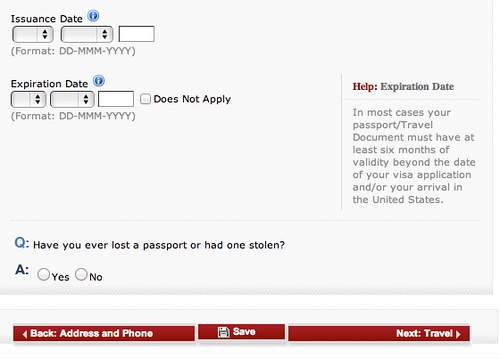 Issuance Date
(Format: DD-MMM-YYYY)
Expiration Date
Does Not Apply
(Format: DD-MMM-YYYY)
Help: Expiration Date
In most cases your
passport/Travel
Document must have at
least six months of
validity beyond the date
of your visa application
and/or your arrival in
the United States.
Q: Have you ever lost a passport or had one stolen?
A: Yes No
Back: Address and Phone
Save
Next: Travel